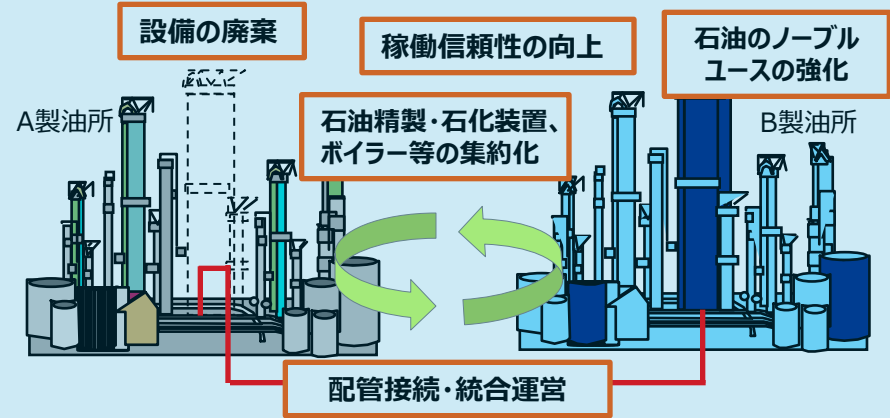 設備の廃棄
稼働信頼性の向上
石油のノーブル
ユースの強化
A製油所
石油精製・石化装置、
ボイラー等の集約化
B製油所
配管接続・統合運営